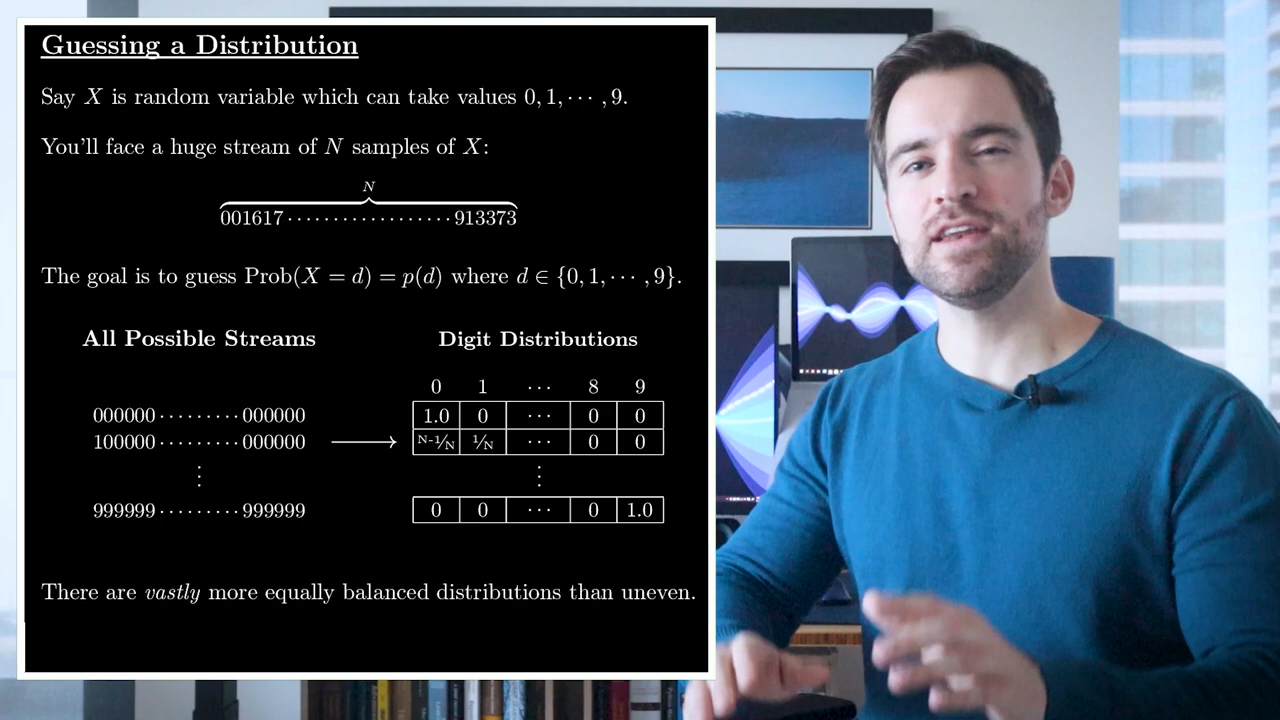 Guessing a Distribution
Say X is random variable which can take values 0, 1, ⋯ , 9.
You'll face a huge stream of N samples of X:
N
001617⋯⋯⋯⋯⋯⋯913373
The goal is to guess Prob(X = d) = p(d) where d ∈ {0, 1, ⋯ , 9}.
All Possible Streams Digit Distributions
0 1 ⋯ 8 9
000000⋯⋯⋯000000 1.0 0 ⋯ 0 0
100000⋯⋯⋯000000 N-1/N 1/N ⋯ 0 0
⋮ ⋮
999999⋯⋯⋯999999 0 0 ⋯ 0 1.0
There are vastly more equally balanced distributions than uneven.